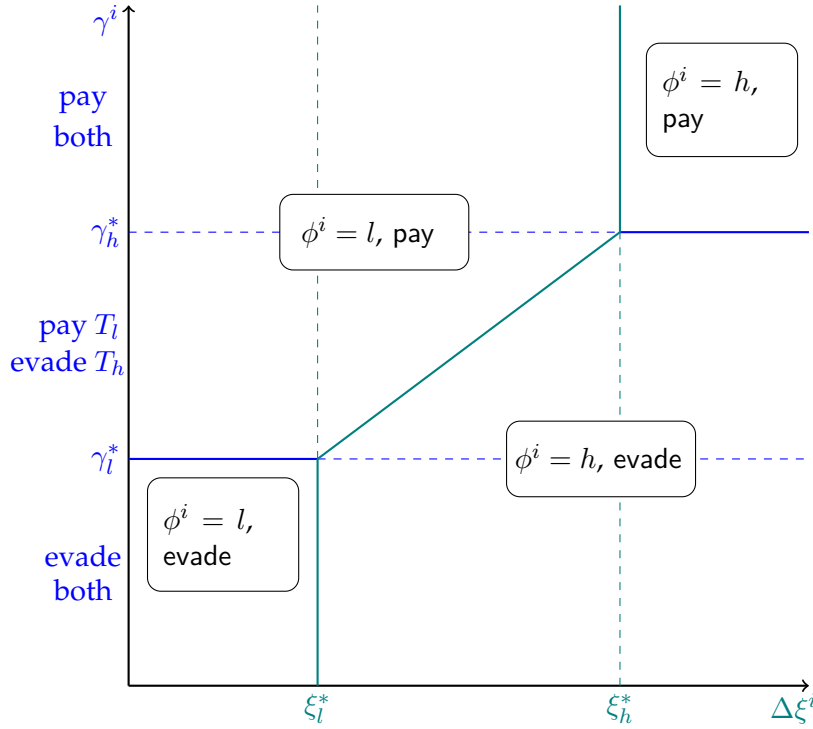 γ^i
pay
both
ϕ^i = h,
pay
γ_h^*
ϕ^i = l, pay
pay T_l
evade T_h
γ_l^*
ϕ^i = h, evade
ϕ^i = l,
evade
evade
both
ξ_l^*
ξ_h^*
Δξ^i